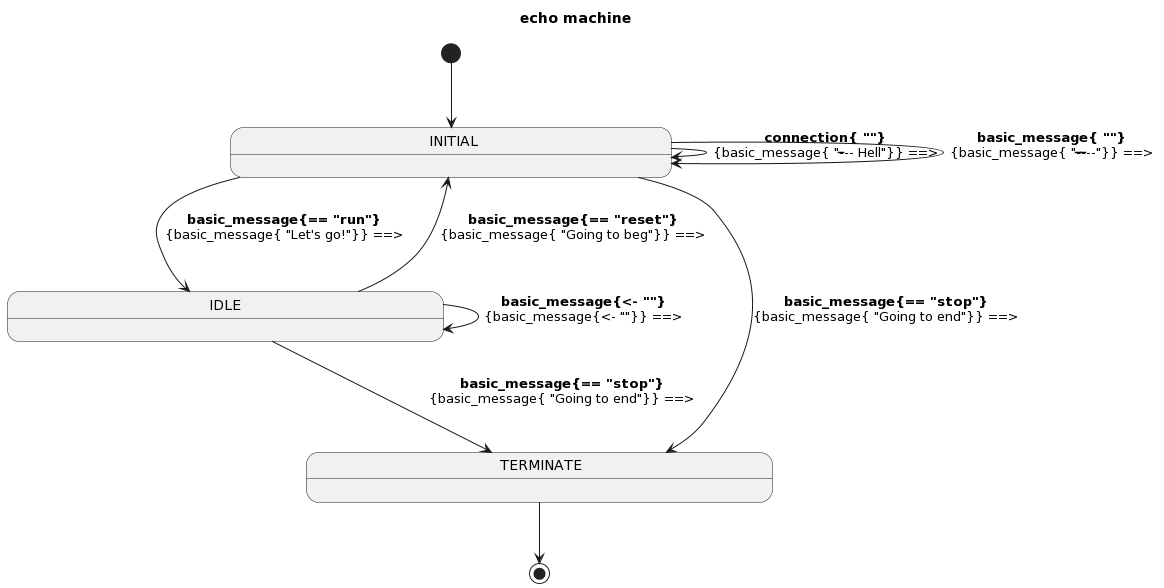 echo machine
INITIAL
connection{ ""}
{basic_message{ "--- Hell"}} ==>
basic_message{ ""}
{basic_message{ "----"}} ==>
basic_message{== "run"}
{basic_message{ "Let's go!"}} ==>
basic_message{== "reset"}
{basic_message{ "Going to beg"}} ==>
IDLE
basic_message{<- ""}
{basic_message{<- ""}} ==>
basic_message{== "stop"}
{basic_message{ "Going to end"}} ==>
basic_message{== "stop"}
{basic_message{ "Going to end"}} ==>
TERMINATE